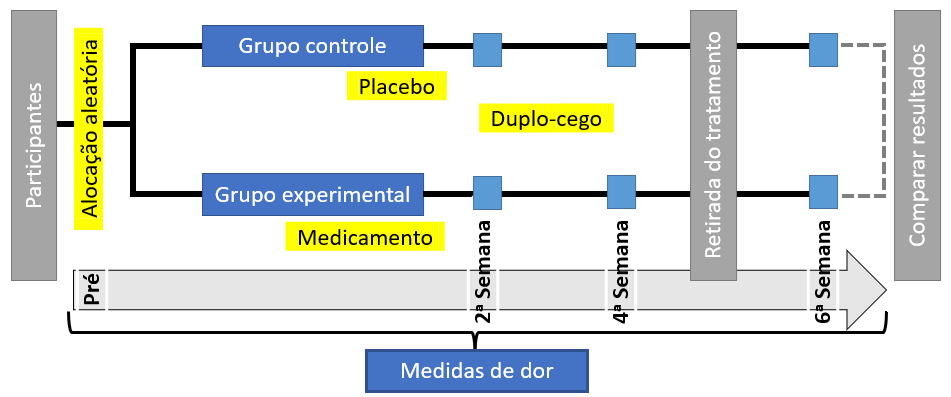 Participantes
Alocação aleatória
Grupo controle
Placebo
Duplo-cego
Grupo experimental
Medicamento
Retirada do tratamento
Comparar resultados
Pré
2ª Semana
4ª Semana
6ª Semana
Medidas de dor